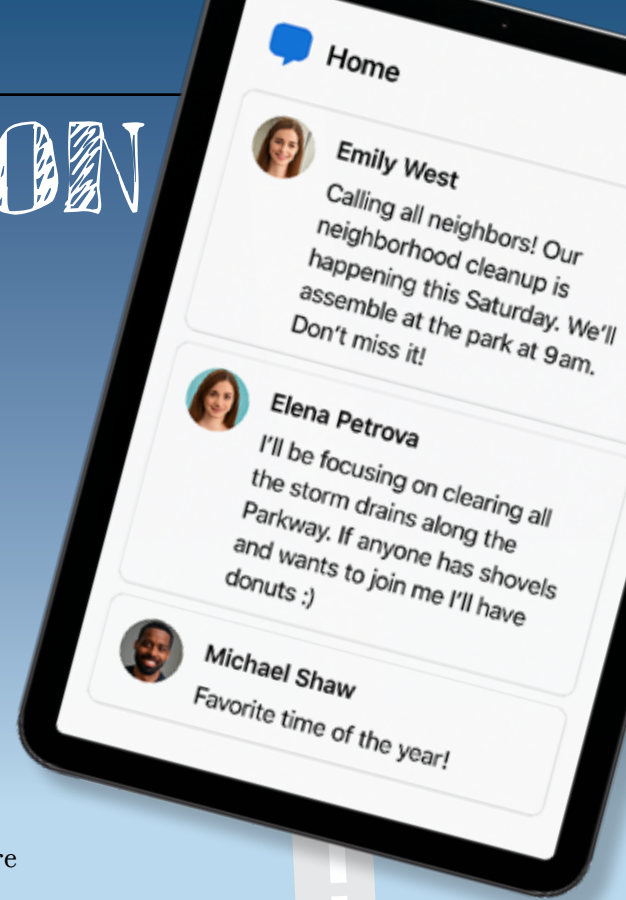 ON
Home
Emily West
Calling all neighbors! Our
neighborhood cleanup is
happening this Saturday. We'll
assemble at the park at 9am.
Don't miss it!
Elena Petrova
I'll be focusing on clearing all
the storm drains along the
Parkway. If anyone has shovels
and wants to join me I'll have
donuts :)
Michael Shaw
Favorite time of the year!
re